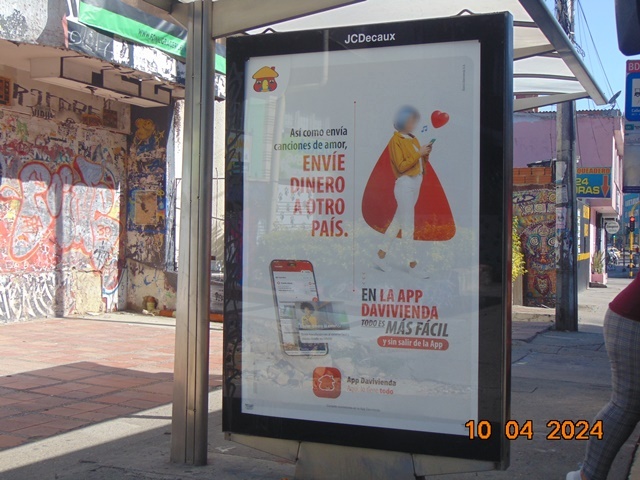 JCDecaux
Así como envía
canciones de amor,
ENVÍE
DINERO
A OTRO
PAÍS.
EN LA APP
DAVIVIENDA
TODO ES MÁS FÁCIL
y sin salir de la App
App Davivienda
24
HORAS
10 04 2024